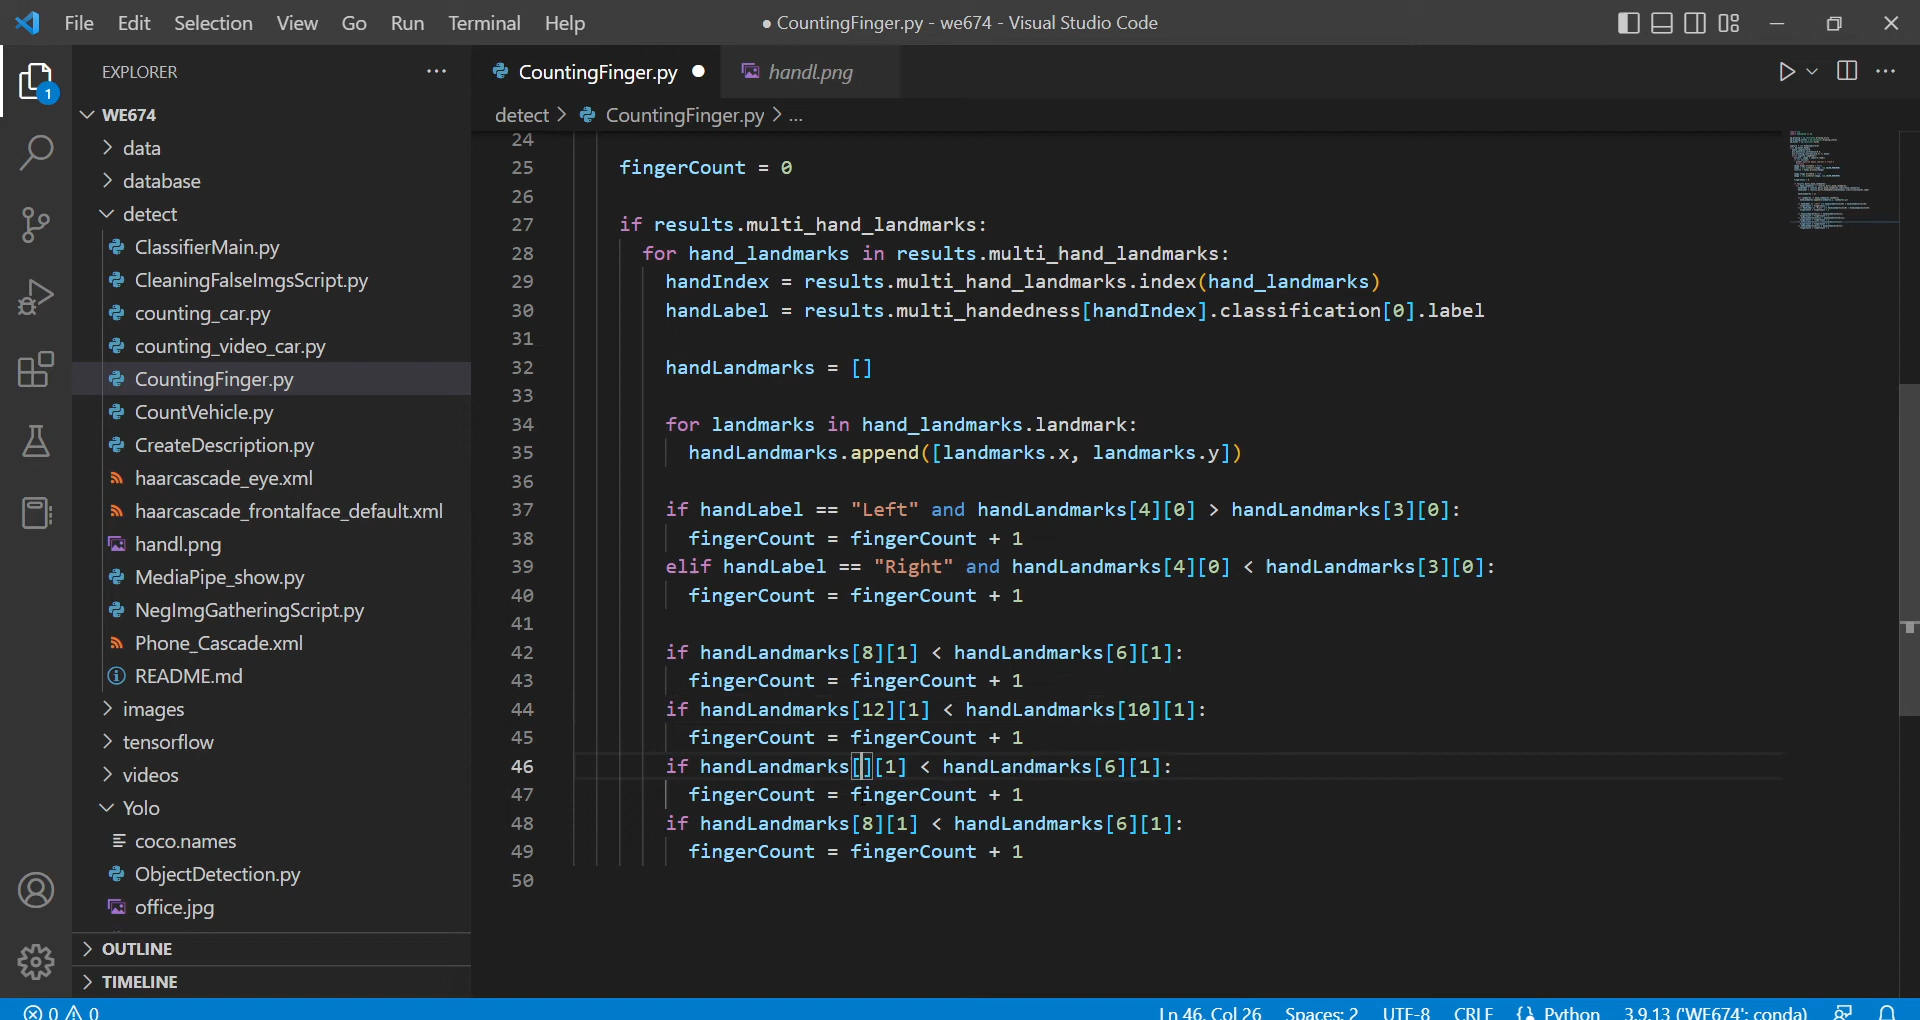 File Edit Selection View Go Run Terminal Help
● CountingFinger.py - we674 - Visual Studio Code
EXPLORER
WE674
data
database
detect
ClassifierMain.py
CleaningFalseImgsScript.py
counting_car.py
counting_video_car.py
CountingFinger.py
CountVehicle.py
CreateDescription.py
haarcascade_eye.xml
haarcascade_frontalface_default.xml
handl.png
MediaPipe_show.py
NegImgGatheringScript.py
Phone_Cascade.xml
README.md
images
tensorflow
videos
Yolo
coco.names
ObjectDetection.py
office.jpg
OUTLINE
TIMELINE
1
CountingFinger.py ● handl.png
detect > CountingFinger.py > ...
24
25 fingerCount = 0
26
27 if results.multi_hand_landmarks:
28 for hand_landmarks in results.multi_hand_landmarks:
29 handIndex = results.multi_hand_landmarks.index(hand_landmarks)
30 handLabel = results.multi_handedness[handIndex].classification[0].label
31
32 handLandmarks = []
33
34 for landmarks in hand_landmarks.landmark:
35 handLandmarks.append([landmarks.x, landmarks.y])
36
37 if handLabel == "Left" and handLandmarks[4][0] > handLandmarks[3][0]:
38 fingerCount = fingerCount + 1
39 elif handLabel == "Right" and handLandmarks[4][0] < handLandmarks[3][0]:
40 fingerCount = fingerCount + 1
41
42 if handLandmarks[8][1] < handLandmarks[6][1]:
43 fingerCount = fingerCount + 1
44 if handLandmarks[12][1] < handLandmarks[10][1]:
45 fingerCount = fingerCount + 1
46 if handLandmarks[][1] < handLandmarks[6][1]:
47 fingerCount = fingerCount + 1
48 if handLandmarks[8][1] < handLandmarks[6][1]:
49 fingerCount = fingerCount + 1
50
0 0 Ln 46, Col 26 Spaces: 2 UTF-8 CRLF Python 3.9.13 ('WE674': conda)